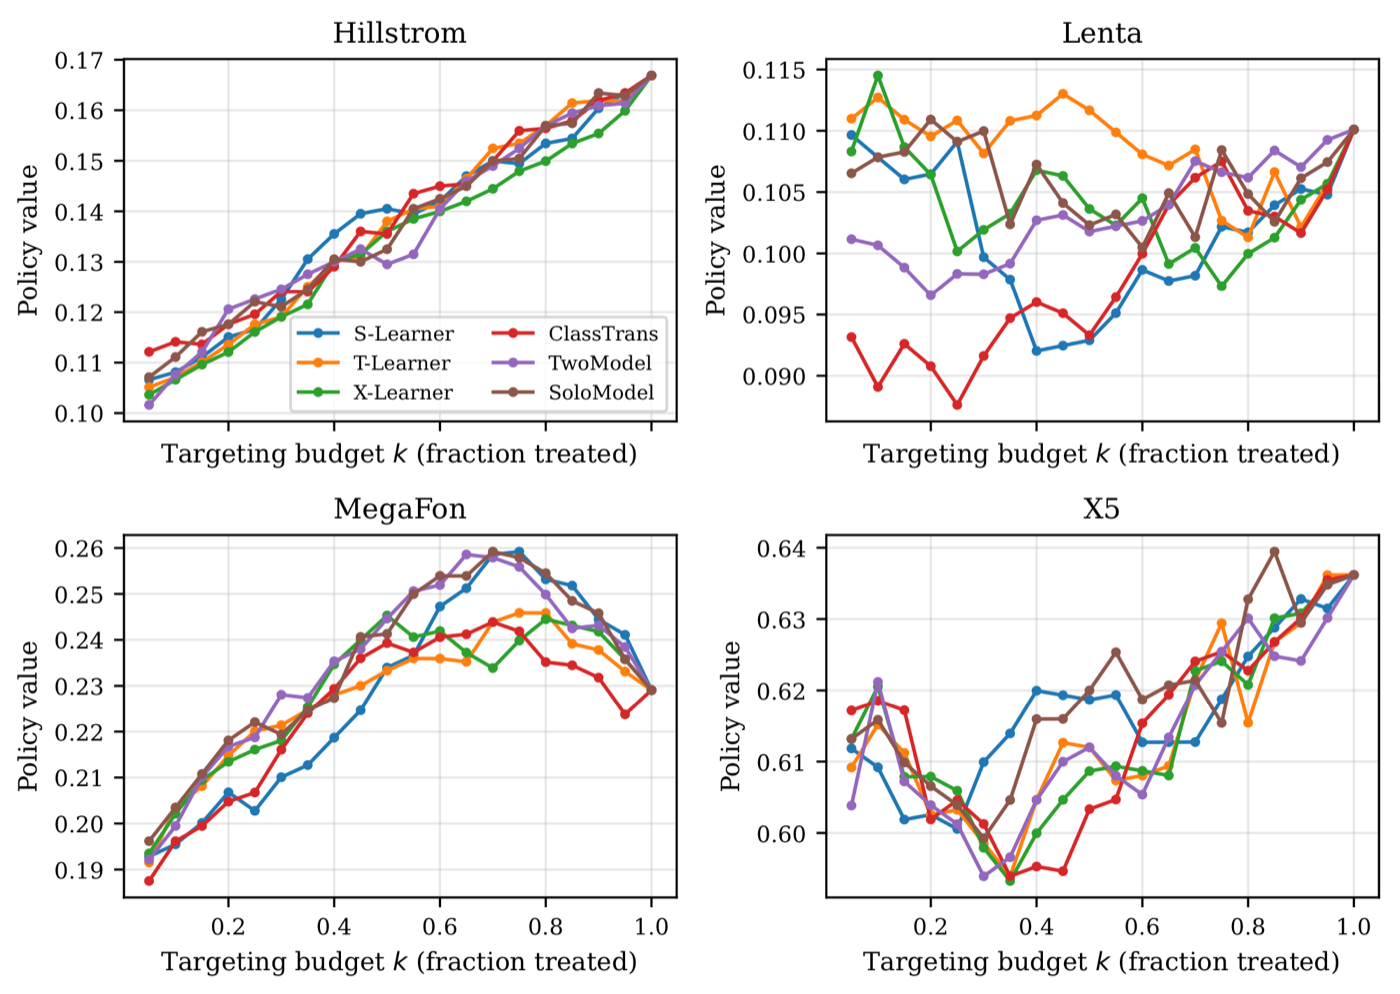 Hillstrom
0.17
0.16
0.15
0.14
0.13
0.12
0.11
0.10
Policy value
S-Learner
T-Learner
X-Learner
ClassTrans
TwoModel
SoloModel
Targeting budget k (fraction treated)
Lenta
0.115
0.110
0.105
0.100
0.095
0.090
Policy value
Targeting budget k (fraction treated)
MegaFon
0.26
0.25
0.24
0.23
0.22
0.21
0.20
0.19
Policy value
0.2 0.4 0.6 0.8 1.0
Targeting budget k (fraction treated)
X5
0.64
0.63
0.62
0.61
0.60
Policy value
0.2 0.4 0.6 0.8 1.0
Targeting budget k (fraction treated)